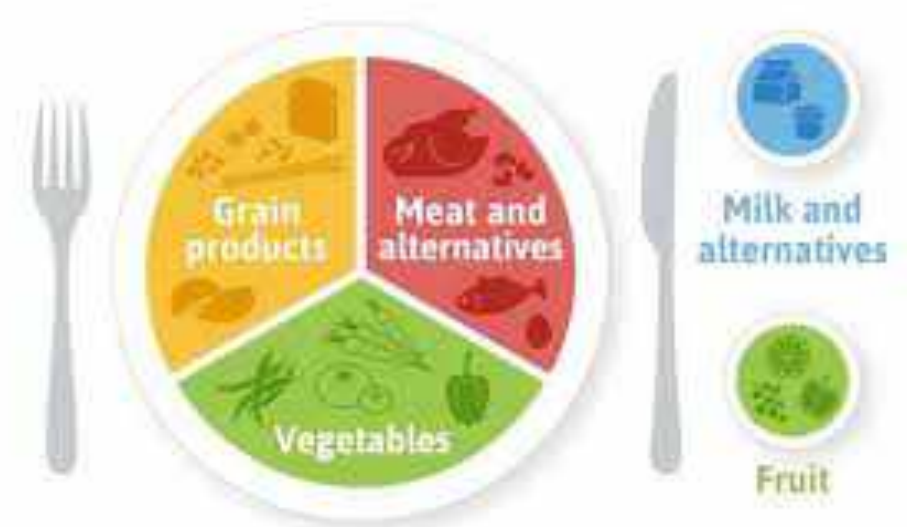 Grain
products
Meat and
alternatives
Vegetables
Milk and
alternatives
Fruit